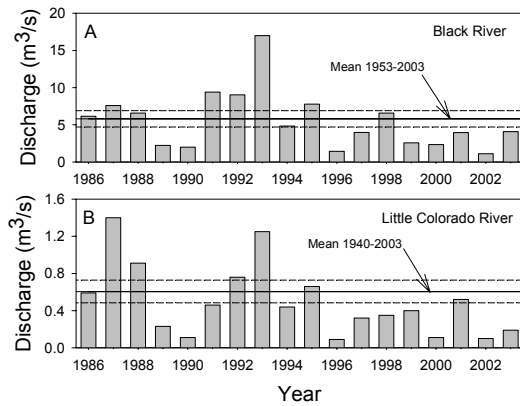 A
Black River
Mean 1953-2003
Discharge (m³/s)
20
15
10
5
0
1986 1988 1990 1992 1994 1996 1998 2000 2002
B
Little Colorado River
Mean 1940-2003
Discharge (m³/s)
1.6
1.2
0.8
0.4
0.0
1986 1988 1990 1992 1994 1996 1998 2000 2002
Year